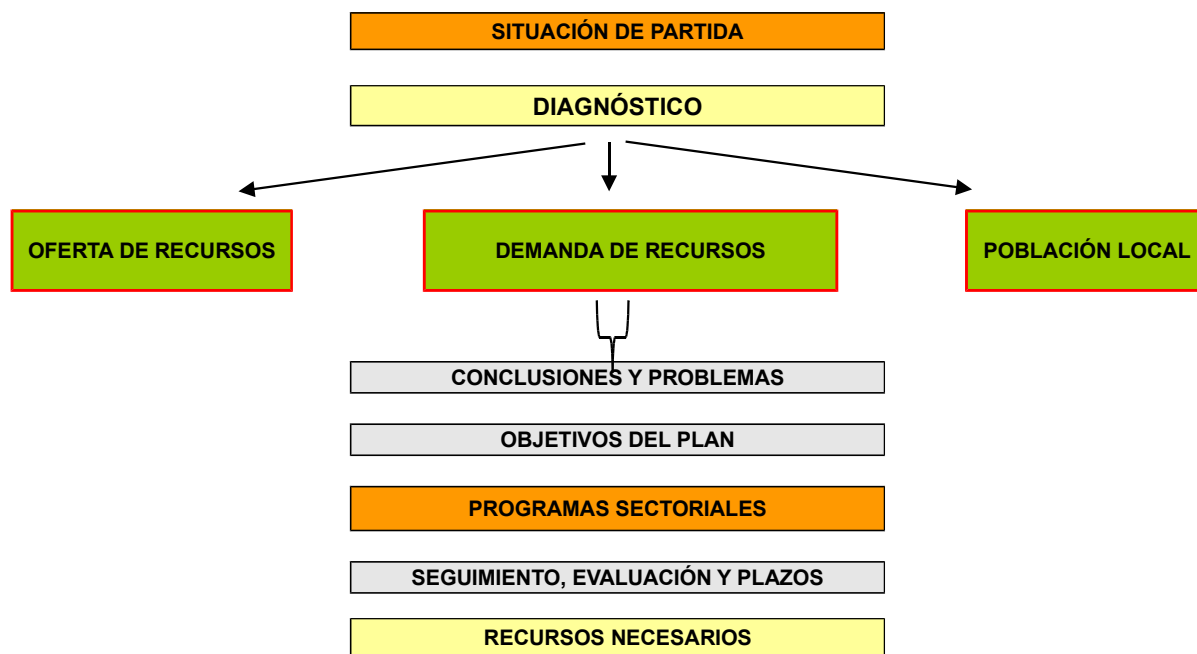 SITUACIÓN DE PARTIDA
DIAGNÓSTICO
OFERTA DE RECURSOS
DEMANDA DE RECURSOS
POBLACIÓN LOCAL
CONCLUSIONES Y PROBLEMAS
OBJETIVOS DEL PLAN
PROGRAMAS SECTORIALES
SEGUIMIENTO, EVALUACIÓN Y PLAZOS
RECURSOS NECESARIOS